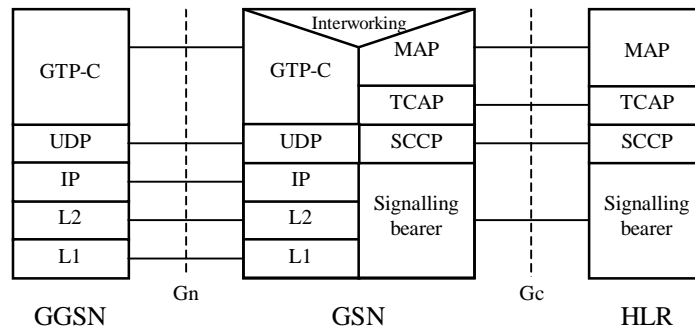 Interworking
GTP-C
GTP-C
MAP
MAP
TCAP
TCAP
UDP
UDP
SCCP
SCCP
IP
IP
L2
L2
Signalling
bearer
Signalling
bearer
L1
L1
Gn
Gc
GGSN
GSN
HLR